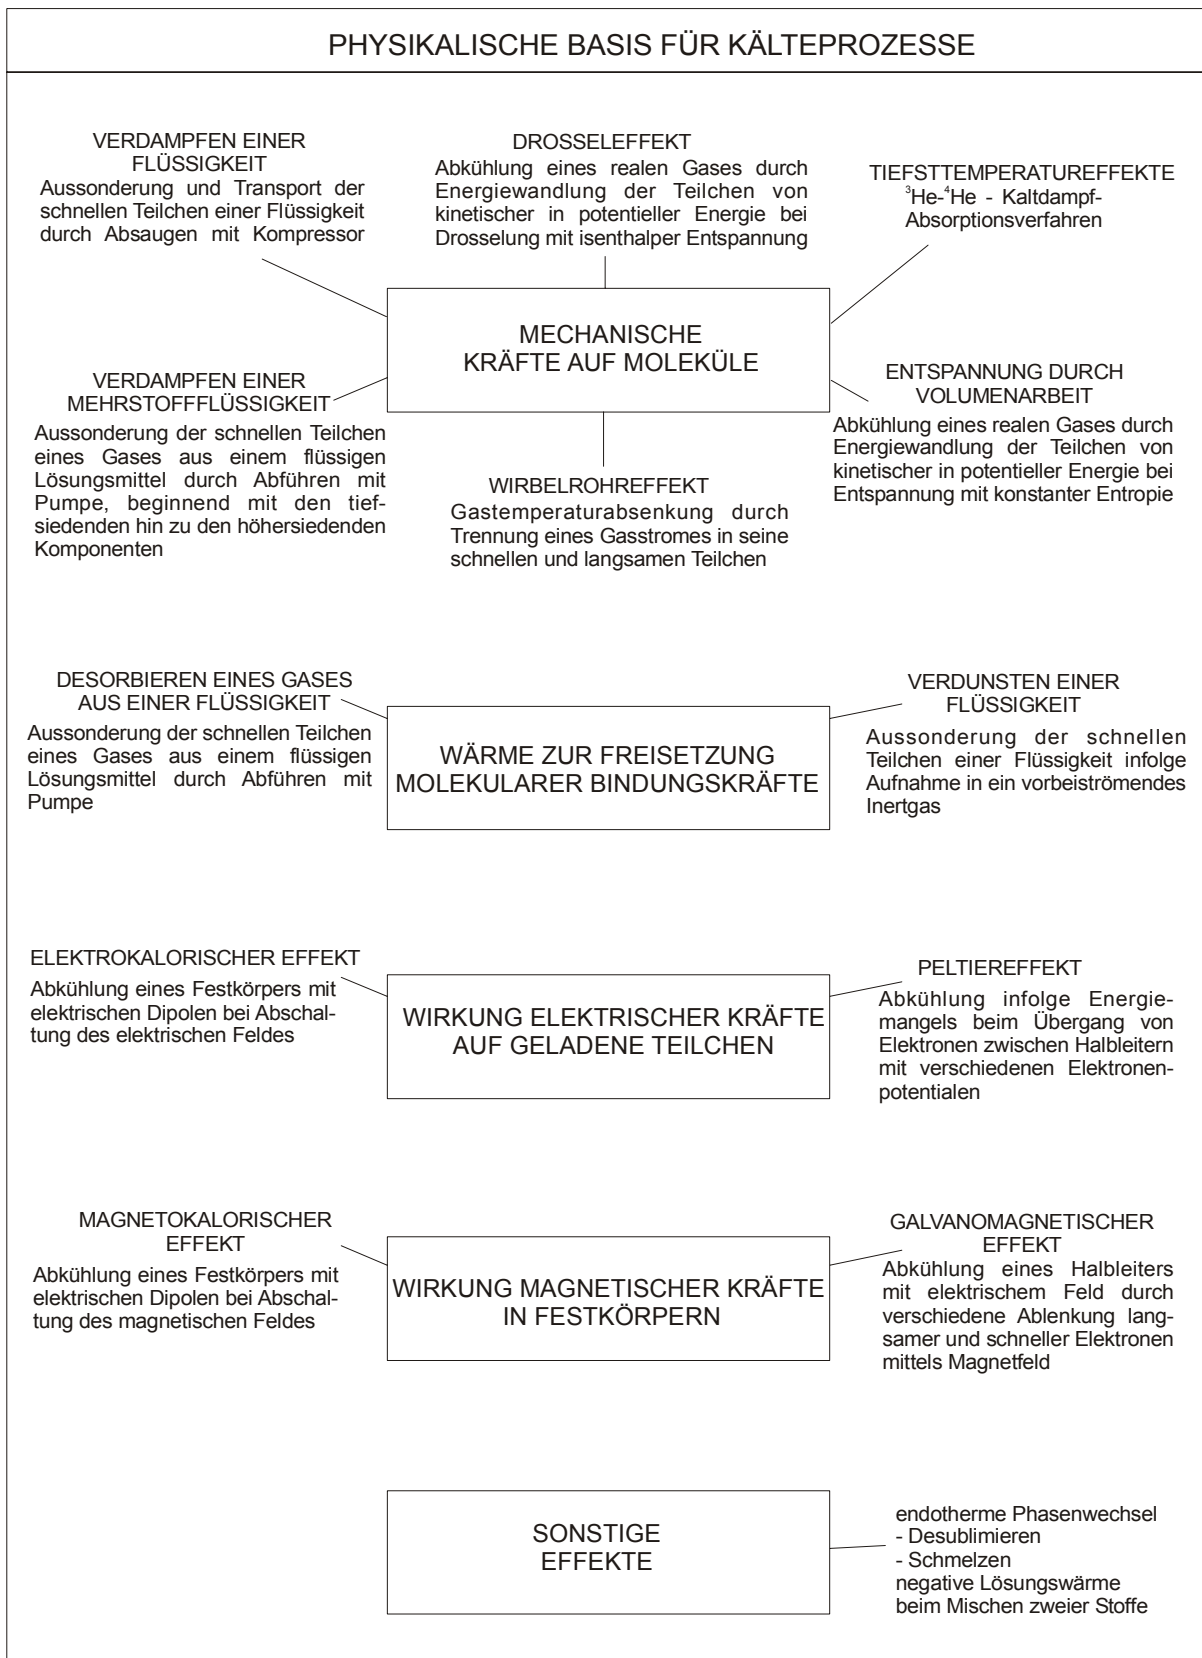 PHYSIKALISCHE BASIS FÜR KÄLTEPROZESSE
VERDAMPFEN EINER
FLÜSSIGKEIT
Aussonderung und Transport der
schnellen Teilchen einer Flüssigkeit
durch Absaugen mit Kompressor
DROSSELEFFEKT
Abkühlung eines realen Gases durch
Energiewandlung der Teilchen von
kinetischer in potentieller Energie bei
Drosselung mit isenthalper Entspannung
TIEFSTTEMPERATUREFFEKTE
³He-⁴He - Kaltdampf-
Absorptionsverfahren
MECHANISCHE
KRÄFTE AUF MOLEKÜLE
VERDAMPFEN EINER
MEHRSTOFFFLÜSSIGKEIT
Aussonderung der schnellen Teilchen
eines Gases aus einem flüssigen
Lösungsmittel durch Abführen mit
Pumpe, beginnend mit den tief-
siedenden hin zu den höhersiedenden
Komponenten
WIRBELROHREFFEKT
Gastemperaturabsenkung durch
Trennung eines Gasstromes in seine
schnellen und langsamen Teilchen
ENTSPANNUNG DURCH
VOLUMENARBEIT
Abkühlung eines realen Gases durch
Energiewandlung der Teilchen von
kinetischer in potentieller Energie bei
Entspannung mit konstanter Entropie
DESORBIEREN EINES GASES
AUS EINER FLÜSSIGKEIT
Aussonderung der schnellen Teilchen
eines Gases aus einem flüssigen
Lösungsmittel durch Abführen mit
Pumpe
WÄRME ZUR FREISETZUNG
MOLEKULARER BINDUNGSKRÄFTE
VERDUNSTEN EINER
FLÜSSIGKEIT
Aussonderung der schnellen
Teilchen einer Flüssigkeit infolge
Aufnahme in ein vorbeiströmendes
Inertgas
ELEKTROKALORISCHER EFFEKT
Abkühlung eines Festkörpers mit
elektrischen Dipolen bei Abschal-
tung des elektrischen Feldes
WIRKUNG ELEKTRISCHER KRÄFTE
AUF GELADENE TEILCHEN
PELTIEREFFEKT
Abkühlung infolge Energie-
mangels beim Übergang von
Elektronen zwischen Halbleitern
mit verschiedenen Elektronen-
potentialen
MAGNETOKALORISCHER
EFFEKT
Abkühlung eines Festkörpers mit
elektrischen Dipolen bei Abschal-
tung des magnetischen Feldes
WIRKUNG MAGNETISCHER KRÄFTE
IN FESTKÖRPERN
GALVANOMAGNETISCHER
EFFEKT
Abkühlung eines Halbleiters
mit elektrischem Feld durch
verschiedene Ablenkung lang-
samer und schneller Elektronen
mittels Magnetfeld
SONSTIGE
EFFEKTE
endotherme Phasenwechsel
- Desublimieren
- Schmelzen
negative Lösungswärme
beim Mischen zweier Stoffe